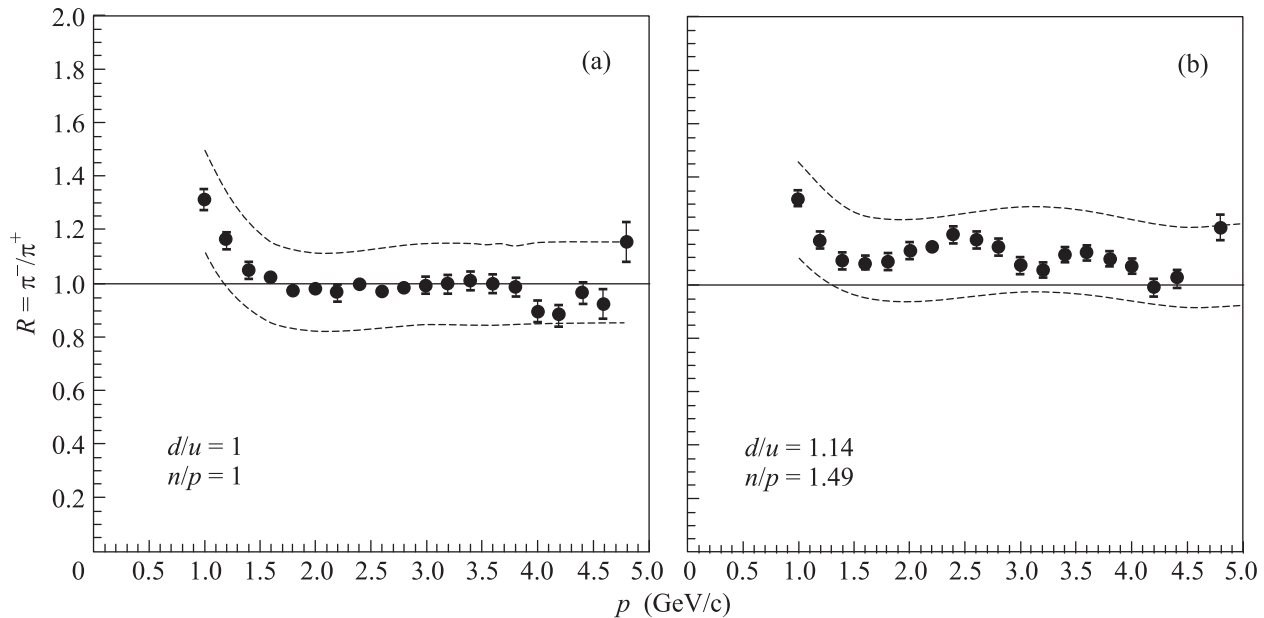 2.0
(a)
(b)
1.8
1.6
1.4
1.2
1.0
0.8
0.6
0.4
0.2
R = π⁻/π⁺
d/u = 1
n/p = 1
d/u = 1.14
n/p = 1.49
0 0.5 1.0 1.5 2.0 2.5 3.0 3.5 4.0 4.5 5.0
0 0.5 1.0 1.5 2.0 2.5 3.0 3.5 4.0 4.5 5.0
p (GeV/c)